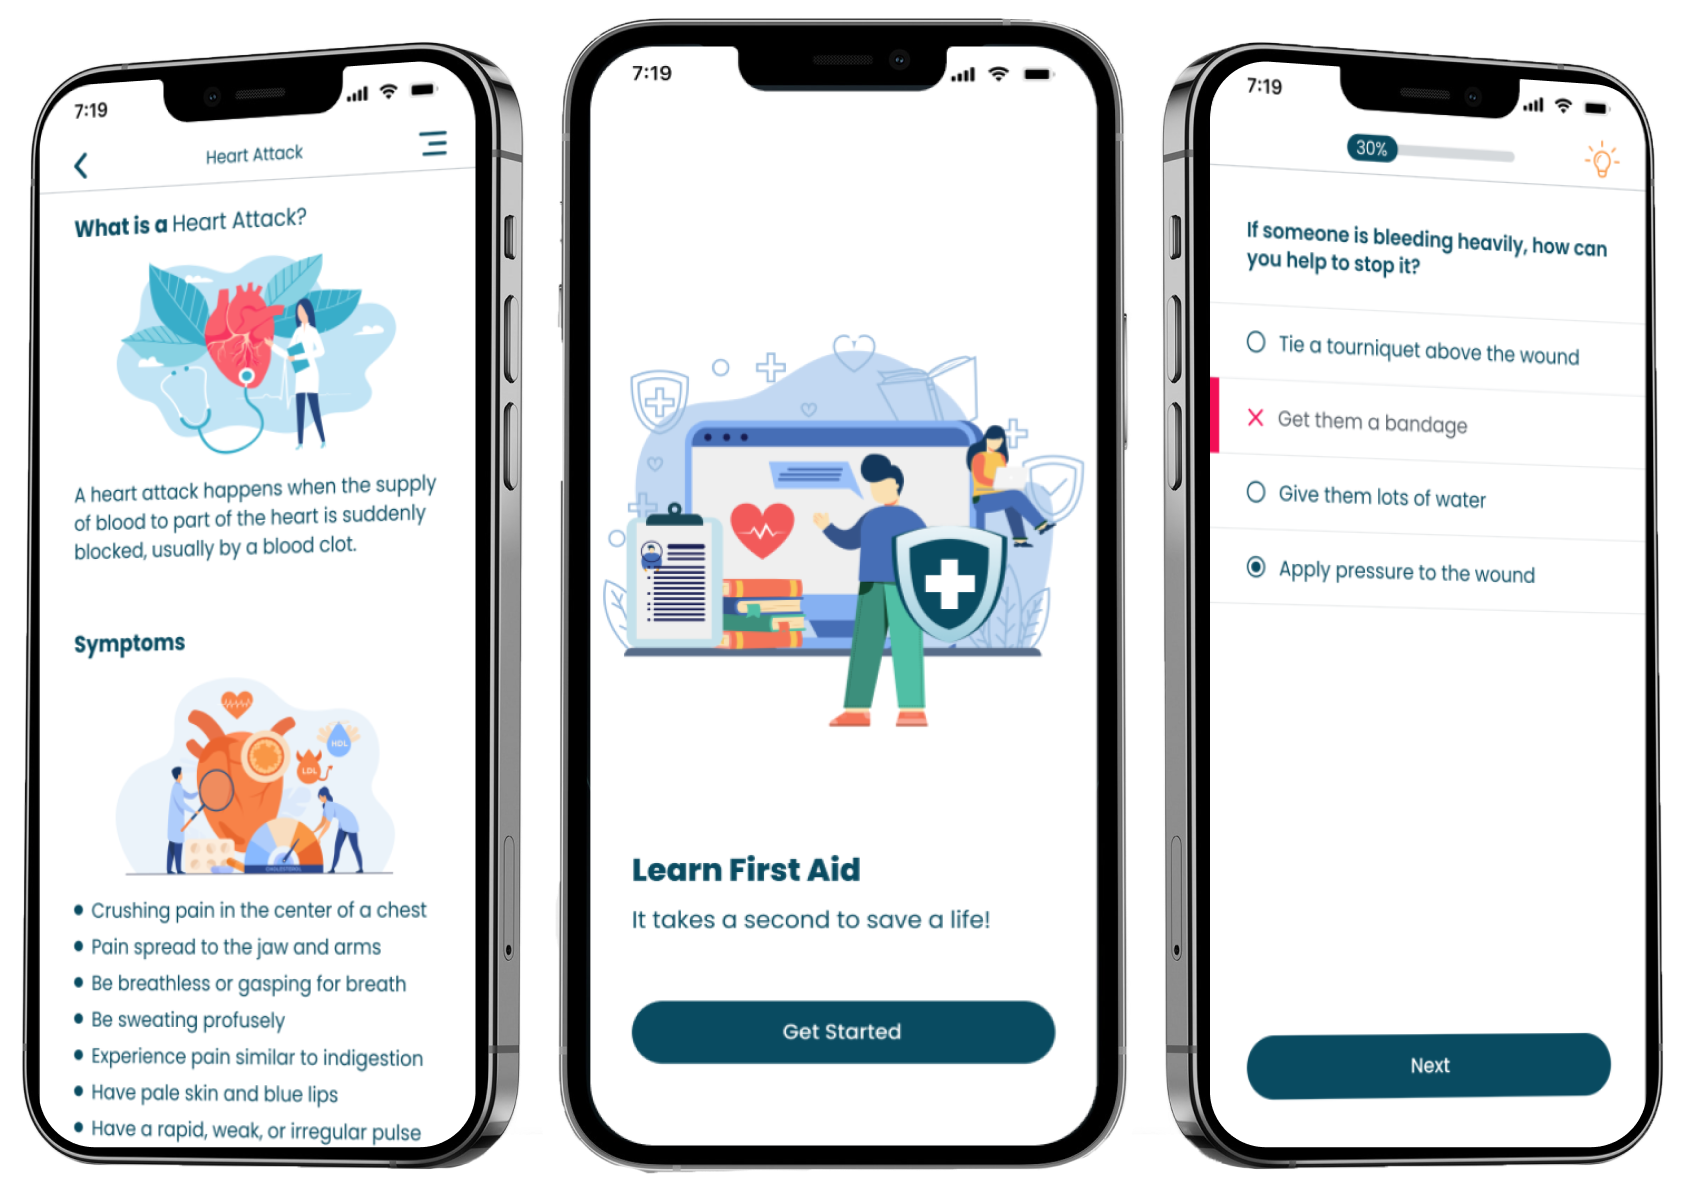 7:19
Heart Attack
What is a Heart Attack?
A heart attack happens when the supply
of blood to part of the heart is suddenly
blocked, usually by a blood clot.
Symptoms
HDL
LDL
CHOLESTEROL
Crushing pain in the center of a chest
Pain spread to the jaw and arms
Be breathless or gasping for breath
Be sweating profusely
Experience pain similar to indigestion
Have pale skin and blue lips
Have a rapid, weak, or irregular pulse
7:19
Learn First Aid
It takes a second to save a life!
Get Started
7:19
30%
If someone is bleeding heavily, how can
you help to stop it?
Tie a tourniquet above the wound
Get them a bandage
Give them lots of water
Apply pressure to the wound
Next